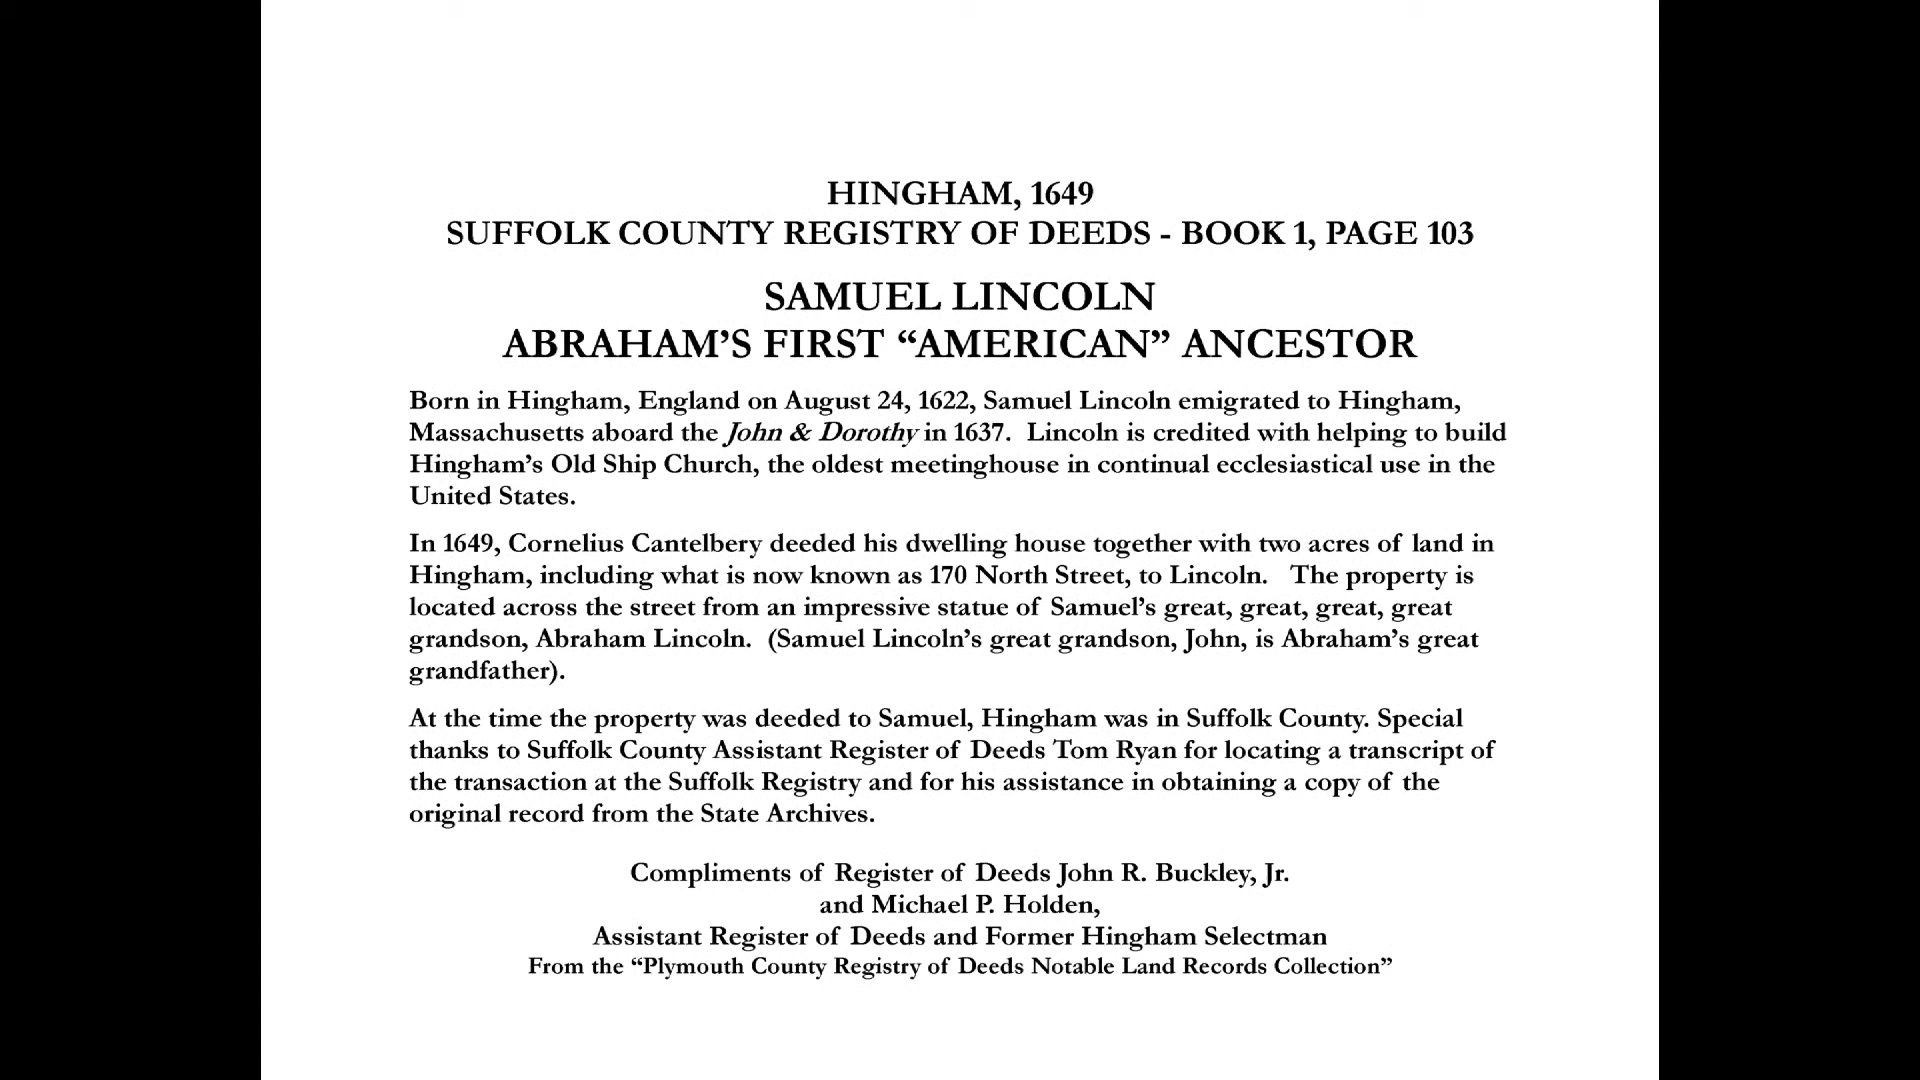 HINGHAM, 1649
SUFFOLK COUNTY REGISTRY OF DEEDS - BOOK 1, PAGE 103
SAMUEL LINCOLN
ABRAHAM’S FIRST “AMERICAN” ANCESTOR
Born in Hingham, England on August 24, 1622, Samuel Lincoln emigrated to Hingham,
Massachusetts aboard the John & Dorothy in 1637. Lincoln is credited with helping to build
Hingham’s Old Ship Church, the oldest meetinghouse in continual ecclesiastical use in the
United States.
In 1649, Cornelius Cantelbery deeded his dwelling house together with two acres of land in
Hingham, including what is now known as 170 North Street, to Lincoln. The property is
located across the street from an impressive statue of Samuel’s great, great, great, great
grandson, Abraham Lincoln. (Samuel Lincoln’s great grandson, John, is Abraham’s great
grandfather).
At the time the property was deeded to Samuel, Hingham was in Suffolk County. Special
thanks to Suffolk County Assistant Register of Deeds Tom Ryan for locating a transcript of
the transaction at the Suffolk Registry and for his assistance in obtaining a copy of the
original record from the State Archives.
Compliments of Register of Deeds John R. Buckley, Jr.
and Michael P. Holden,
Assistant Register of Deeds and Former Hingham Selectman
From the “Plymouth County Registry of Deeds Notable Land Records Collection”